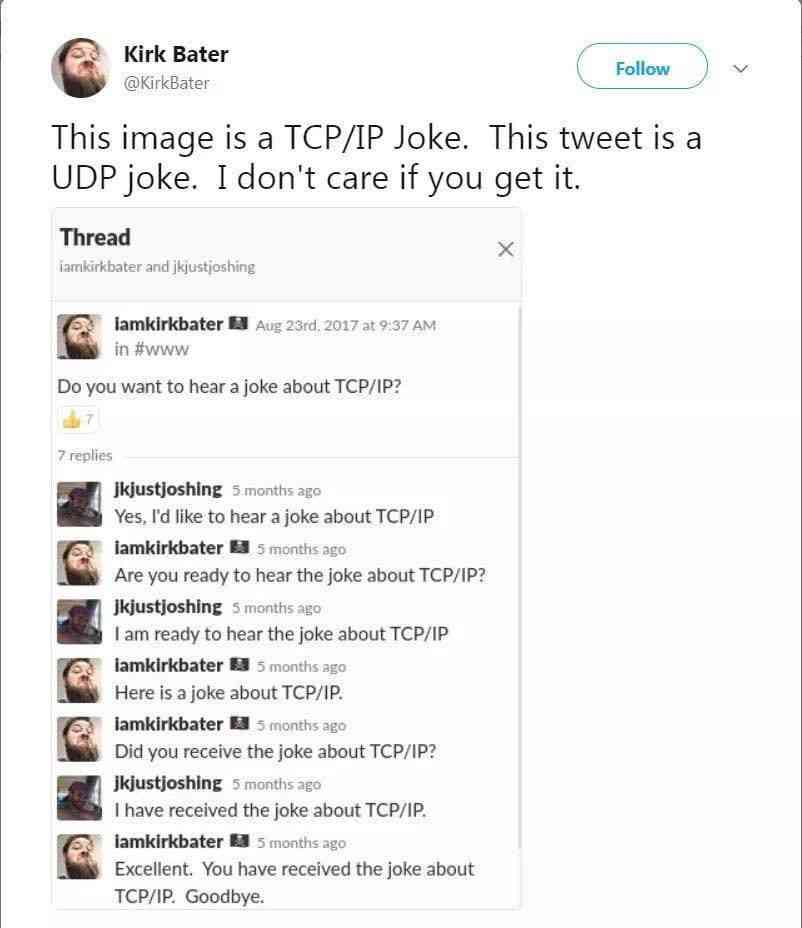 Kirk Bater
@KirkBater
Follow
This image is a TCP/IP Joke.  This tweet is a
UDP joke.  I don't care if you get it.
Thread
iamkirkbater and jkjustjoshing
iamkirkbater Aug 23rd, 2017 at 9:37 AM
in #www
Do you want to hear a joke about TCP/IP?
7
7 replies
jkjustjoshing 5 months ago
Yes, I'd like to hear a joke about TCP/IP
iamkirkbater 5 months ago
Are you ready to hear the joke about TCP/IP?
jkjustjoshing 5 months ago
I am ready to hear the joke about TCP/IP
iamkirkbater 5 months ago
Here is a joke about TCP/IP.
iamkirkbater 5 months ago
Did you receive the joke about TCP/IP?
jkjustjoshing 5 months ago
I have received the joke about TCP/IP.
iamkirkbater 5 months ago
Excellent.  You have received the joke about
TCP/IP.  Goodbye.